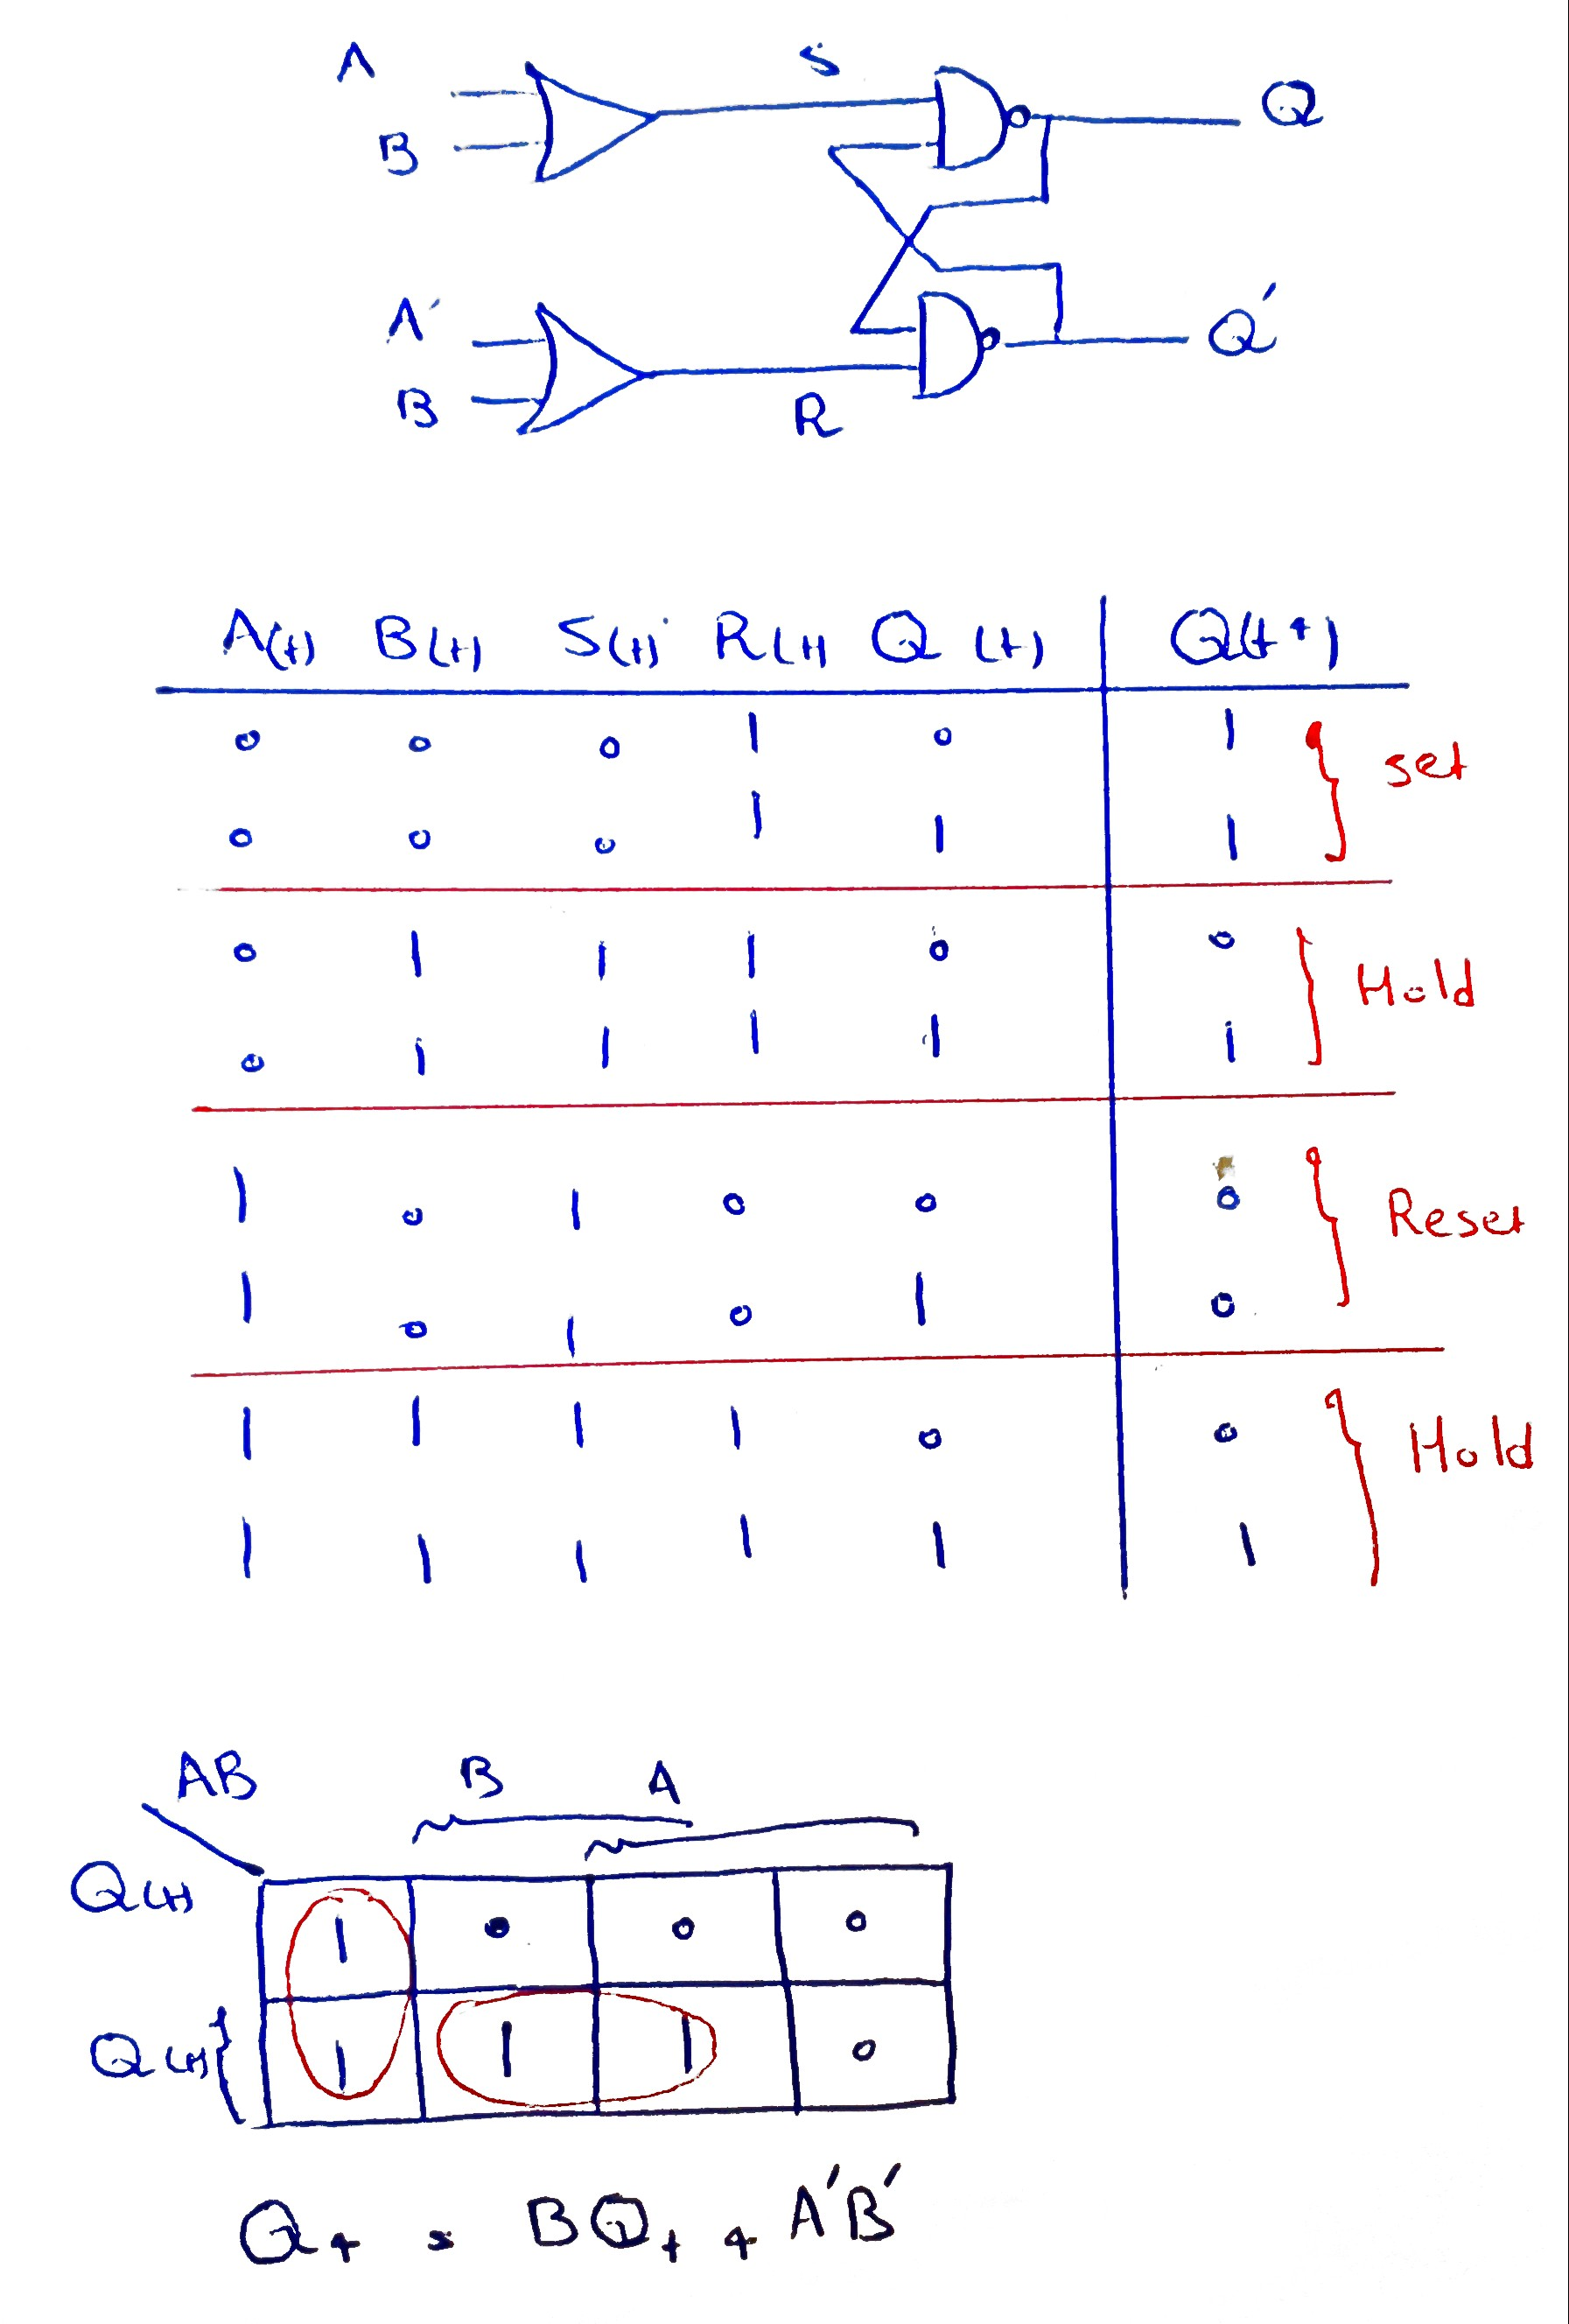 A S
B Q
A' Q'
B R
A(t) B(t) S(t) R(t) Q (t) Q(t+)
0 0 0 1 0 1 set
0 0 0 1 1 1
0 1 1 1 0 0 Hold
0 1 1 1 1 1
1 0 1 0 0 0 Reset
1 0 1 0 1 0
1 1 1 1 0 0 Hold
1 1 1 1 1 1
AB B A
Q(t)
1 0 0 0
Q(t)
1 1 1 0
Q+ = BQt + A'B'